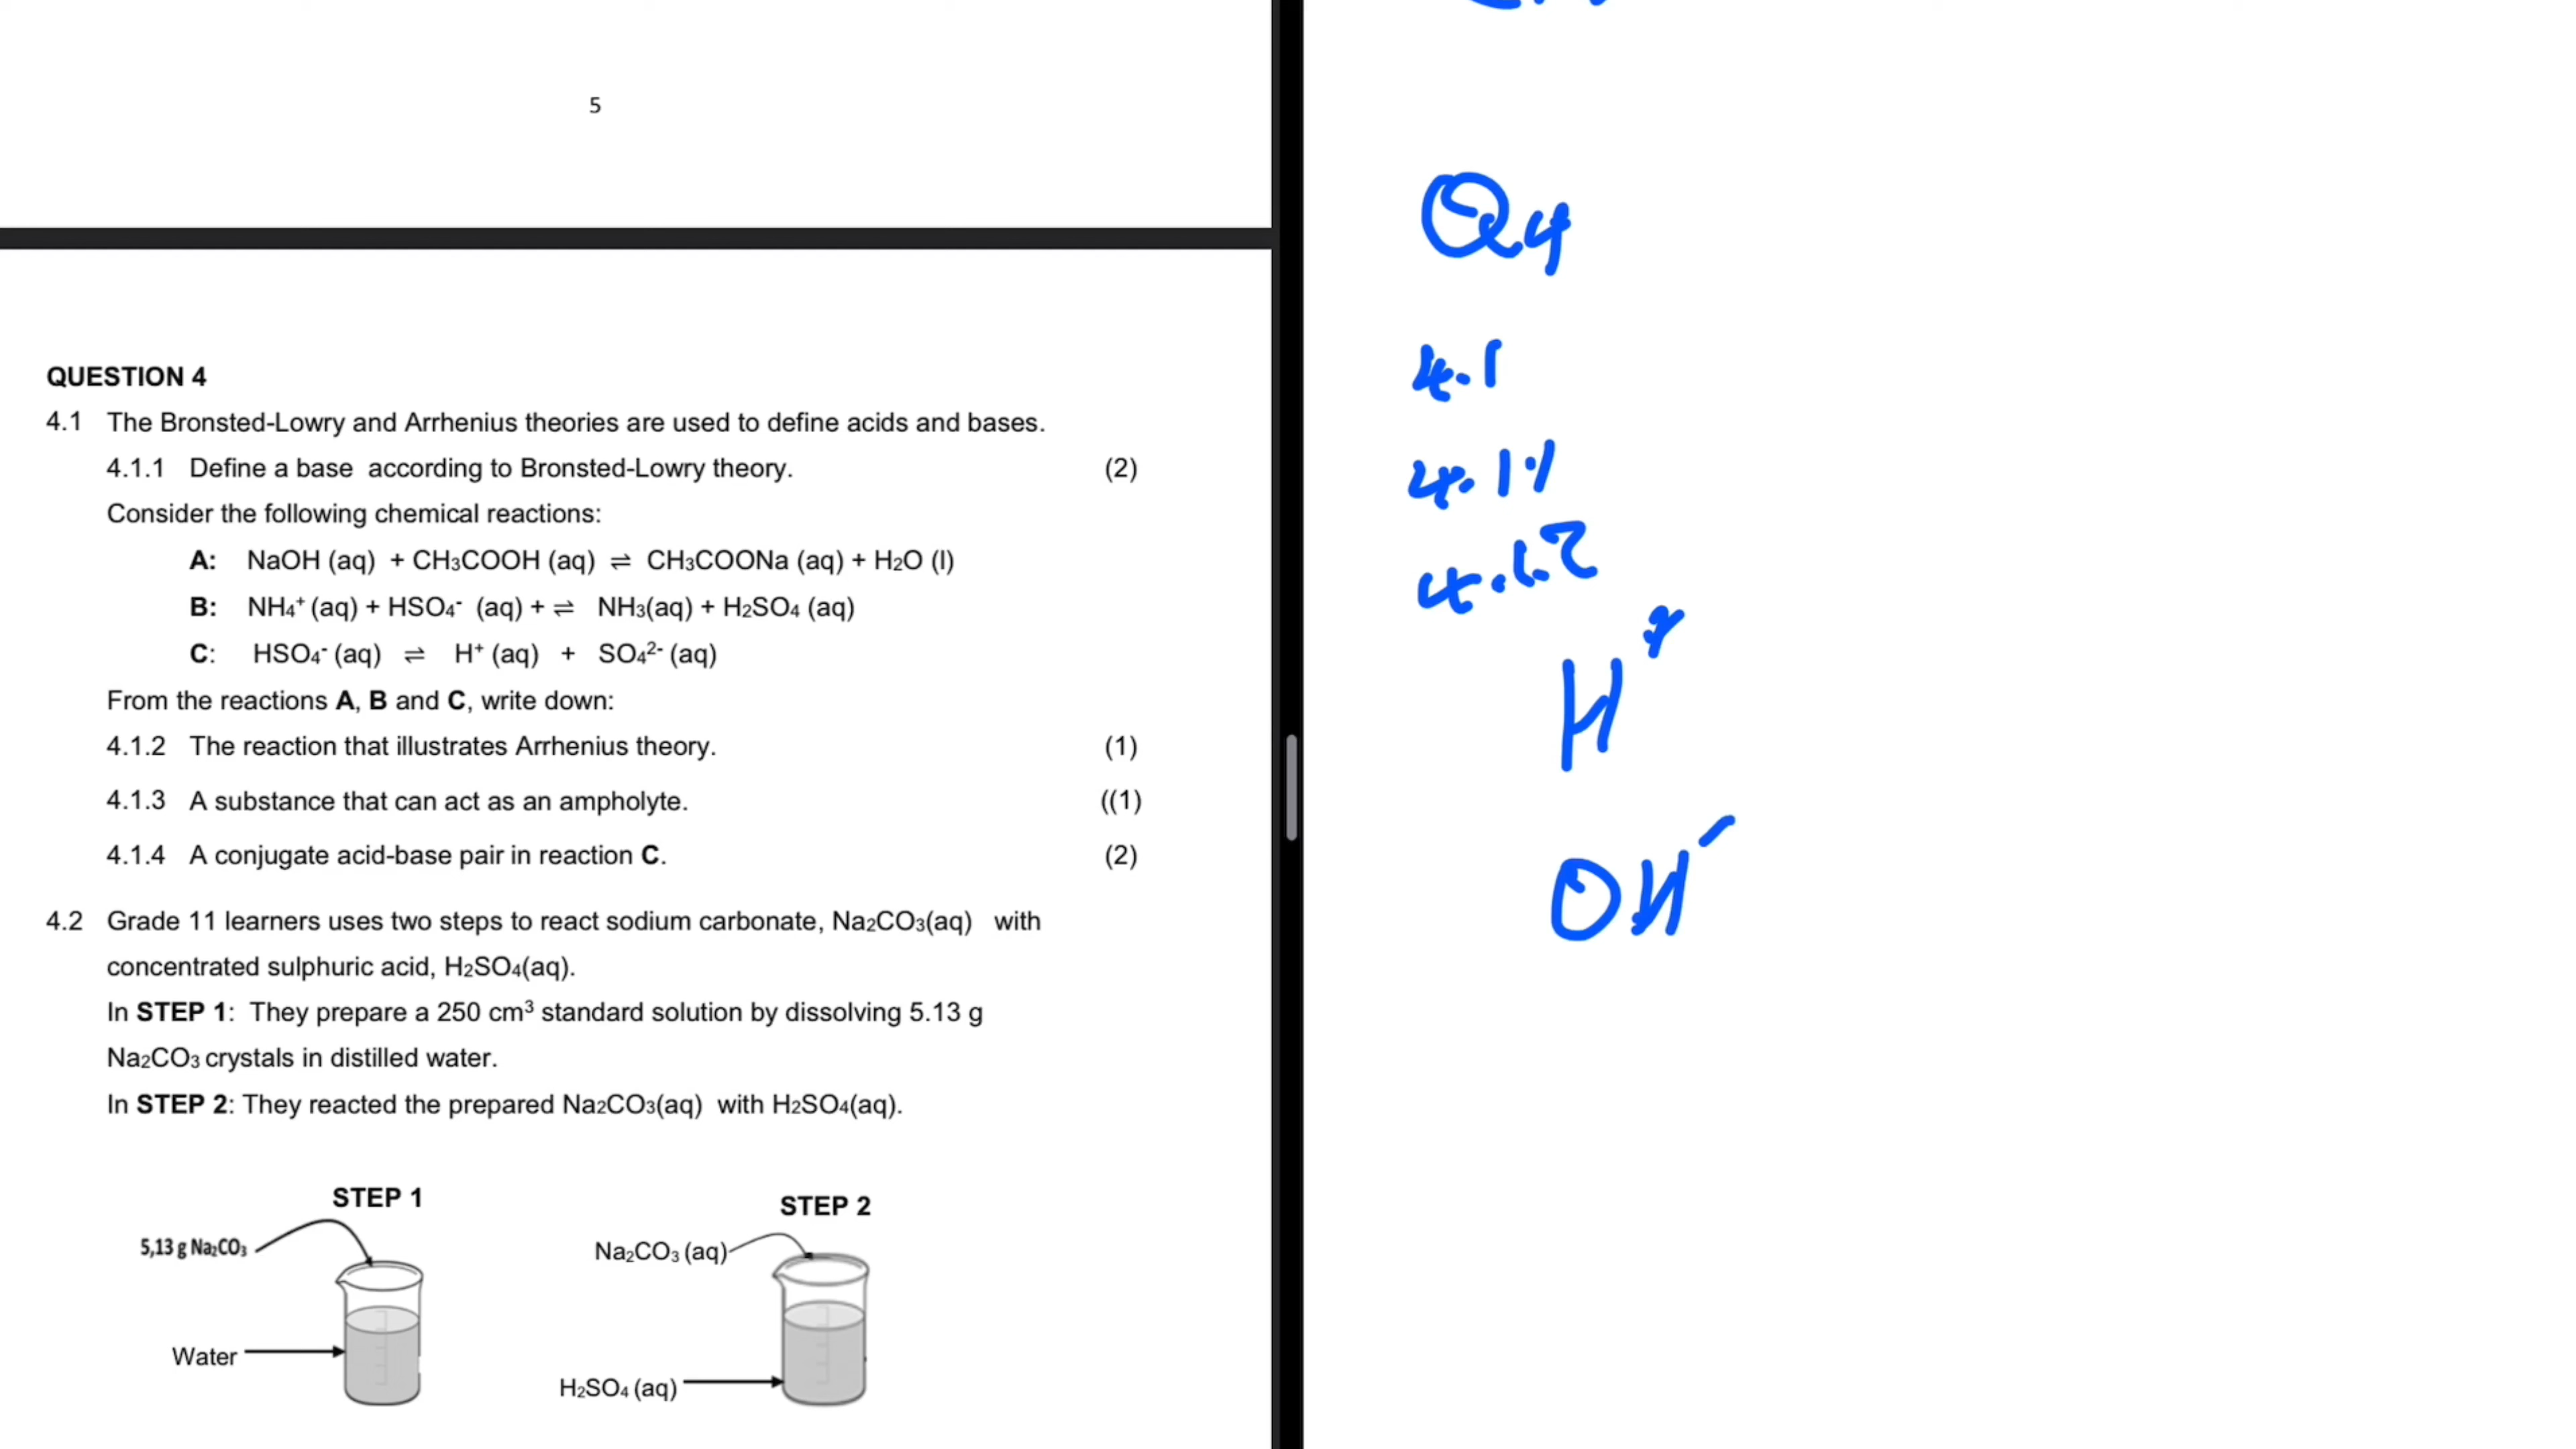 5
QUESTION 4
4.1 The Bronsted-Lowry and Arrhenius theories are used to define acids and bases.
4.1.1 Define a base according to Bronsted-Lowry theory. (2)
Consider the following chemical reactions:
A: NaOH (aq) + CH₃COOH (aq) ⇌ CH₃COONa (aq) + H₂O (l)
B: NH₄⁺ (aq) + HSO₄⁻ (aq) + ⇌ NH₃(aq) + H₂SO₄ (aq)
C: HSO₄⁻ (aq) ⇌ H⁺ (aq) + SO₄²⁻ (aq)
From the reactions A, B and C, write down:
4.1.2 The reaction that illustrates Arrhenius theory. (1)
4.1.3 A substance that can act as an ampholyte. ((1)
4.1.4 A conjugate acid-base pair in reaction C. (2)
4.2 Grade 11 learners uses two steps to react sodium carbonate, Na₂CO₃(aq) with
concentrated sulphuric acid, H₂SO₄(aq).
In STEP 1: They prepare a 250 cm³ standard solution by dissolving 5.13 g
Na₂CO₃ crystals in distilled water.
In STEP 2: They reacted the prepared Na₂CO₃(aq) with H₂SO₄(aq).
STEP 1
5,13 g Na₂CO₃
Water
STEP 2
Na₂CO₃ (aq)
H₂SO₄ (aq)
Q4
4.1
4.1.1
4.1.2
H⁺
OH⁻